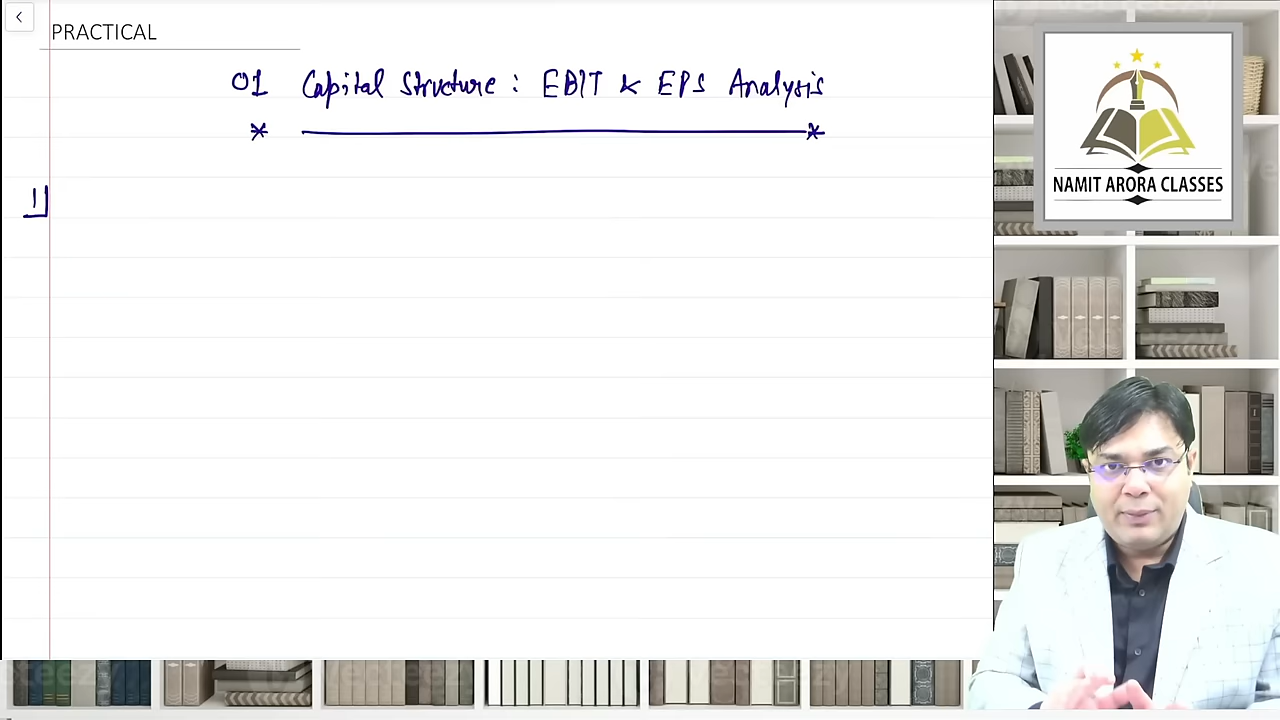 PRACTICAL
01 Capital Structure : EBIT & EPS Analysis
* *
1
NAMIT ARORA CLASSES